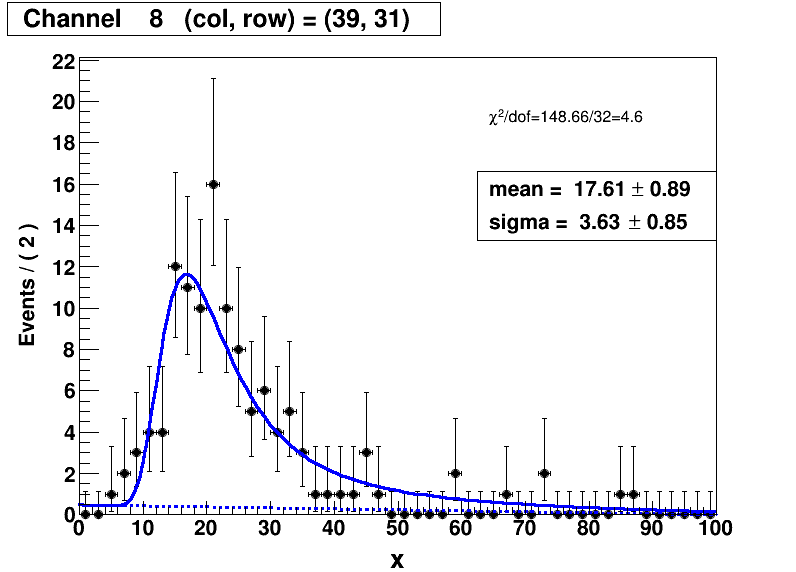 Channel 8 (col, row) = (39, 31)
χ²/dof=148.66/32=4.6
mean = 17.61 ± 0.89
sigma = 3.63 ± 0.85
Events / ( 2 )
22
20
18
16
14
12
10
8
6
4
2
0
0 10 20 30 40 50 60 70 80 90 100
x